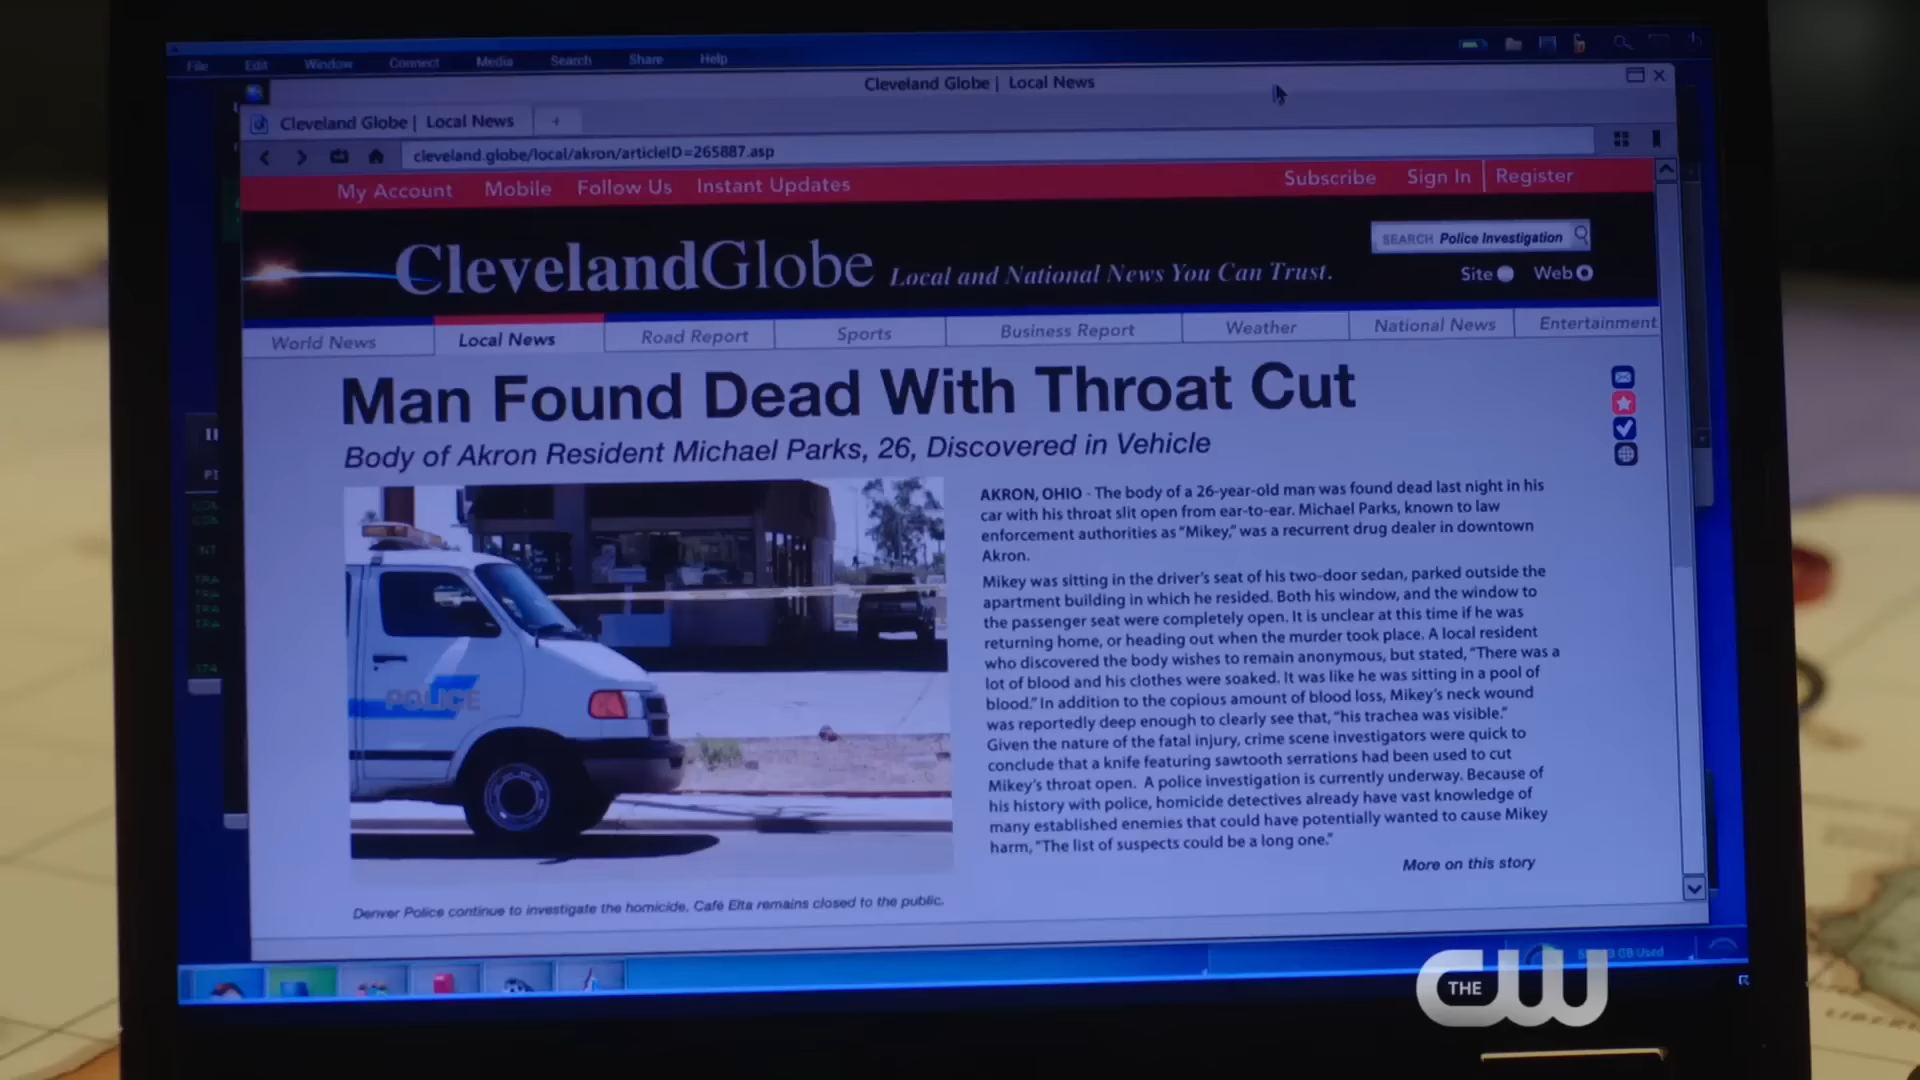 File Edit Window Connect Media Search Share Help
Cleveland Globe | Local News
Cleveland Globe | Local News +
cleveland.globe/local/akron/articleID=265887.asp
My Account Mobile Follow Us Instant Updates Subscribe Sign In Register
ClevelandGlobe Local and National News You Can Trust.
SEARCH Police Investigation
Site Web
World News Local News Road Report Sports Business Report Weather National News Entertainment
Man Found Dead With Throat Cut
Body of Akron Resident Michael Parks, 26, Discovered in Vehicle
POLICE
AKRON, OHIO - The body of a 26-year-old man was found dead last night in his
car with his throat slit open from ear-to-ear. Michael Parks, known to law
enforcement authorities as "Mikey," was a recurrent drug dealer in downtown
Akron.
Mikey was sitting in the driver's seat of his two-door sedan, parked outside the
apartment building in which he resided. Both his window, and the window to
the passenger seat were completely open. It is unclear at this time if he was
returning home, or heading out when the murder took place. A local resident
who discovered the body wishes to remain anonymous, but stated, "There was a
lot of blood and his clothes were soaked. It was like he was sitting in a pool of
blood." In addition to the copious amount of blood loss, Mikey's neck wound
was reportedly deep enough to clearly see that, "his trachea was visible."
Given the nature of the fatal injury, crime scene investigators were quick to
conclude that a knife featuring sawtooth serrations had been used to cut
Mikey's throat open. A police investigation is currently underway. Because of
his history with police, homicide detectives already have vast knowledge of
many established enemies that could have potentially wanted to cause Mikey
harm, "The list of suspects could be a long one."
More on this story
Denver Police continue to investigate the homicide. Café Elta remains closed to the public.
GB Used
THE CW